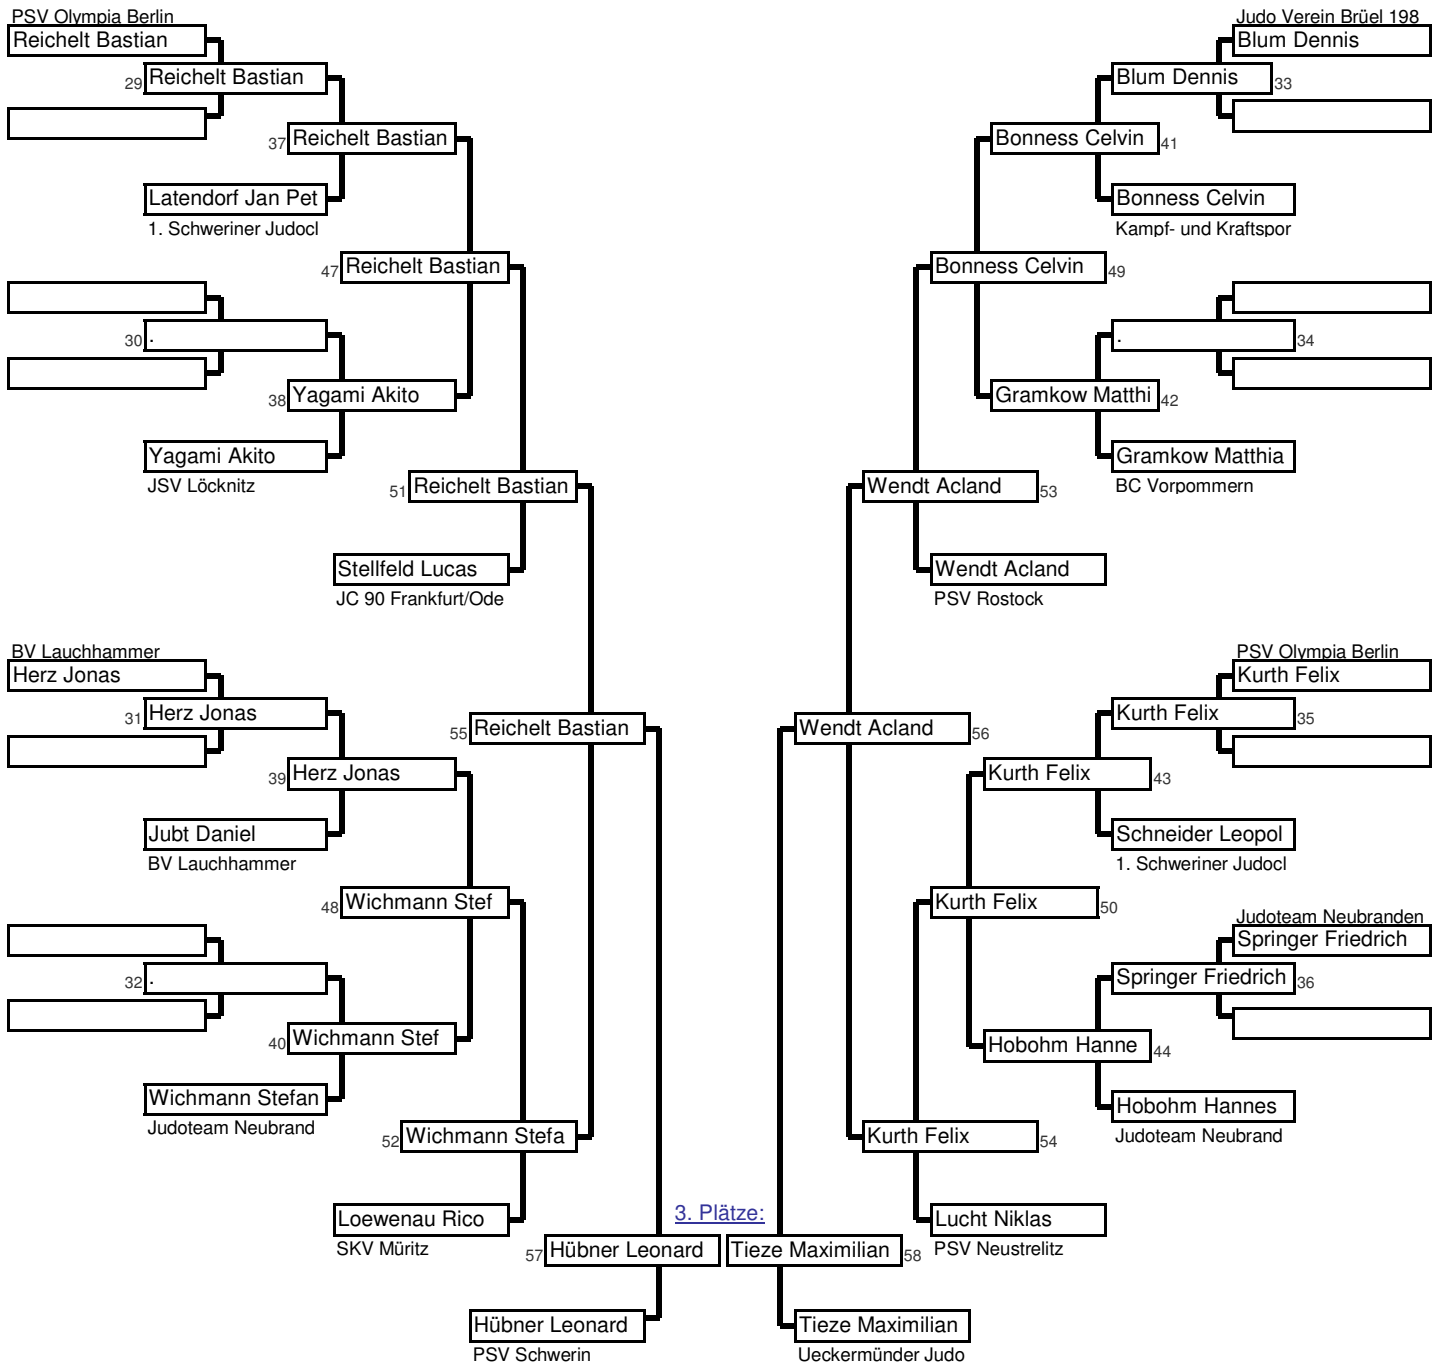 PSV Olympia Berlin
Reichelt Bastian
29 Reichelt Bastian
37 Reichelt Bastian
Latendorf Jan Pet
1. Schweriner Judocl
47 Reichelt Bastian
30 .
38 Yagami Akito
Yagami Akito
JSV Löcknitz
51 Reichelt Bastian
Stellfeld Lucas
JC 90 Frankfurt/Ode
BV Lauchhammer
Herz Jonas
31 Herz Jonas
55 Reichelt Bastian
39 Herz Jonas
Jubt Daniel
BV Lauchhammer
48 Wichmann Stef
32 .
40 Wichmann Stef
Wichmann Stefan
Judoteam Neubrand
52 Wichmann Stefa
Loewenau Rico
SKV Müritz
57 Hübner Leonard
Hübner Leonard
PSV Schwerin
3. Plätze:
Judo Verein Brüel 198
Blum Dennis
Blum Dennis 33
Bonness Celvin 41
Bonness Celvin
Kampf- und Kraftspor
Bonness Celvin 49
. 34
Gramkow Matthi 42
Gramkow Matthia
BC Vorpommern
Wendt Acland 53
Wendt Acland
PSV Rostock
PSV Olympia Berlin
Kurth Felix
Kurth Felix 35
Wendt Acland 56
Kurth Felix 43
Schneider Leopol
1. Schweriner Judocl
Kurth Felix 50
Judoteam Neubranden
Springer Friedrich
Springer Friedrich 36
Hobohm Hanne 44
Hobohm Hannes
Judoteam Neubrand
Kurth Felix 54
Lucht Niklas
PSV Neustrelitz
Tieze Maximilian 58
Tieze Maximilian
Ueckermünder Judo